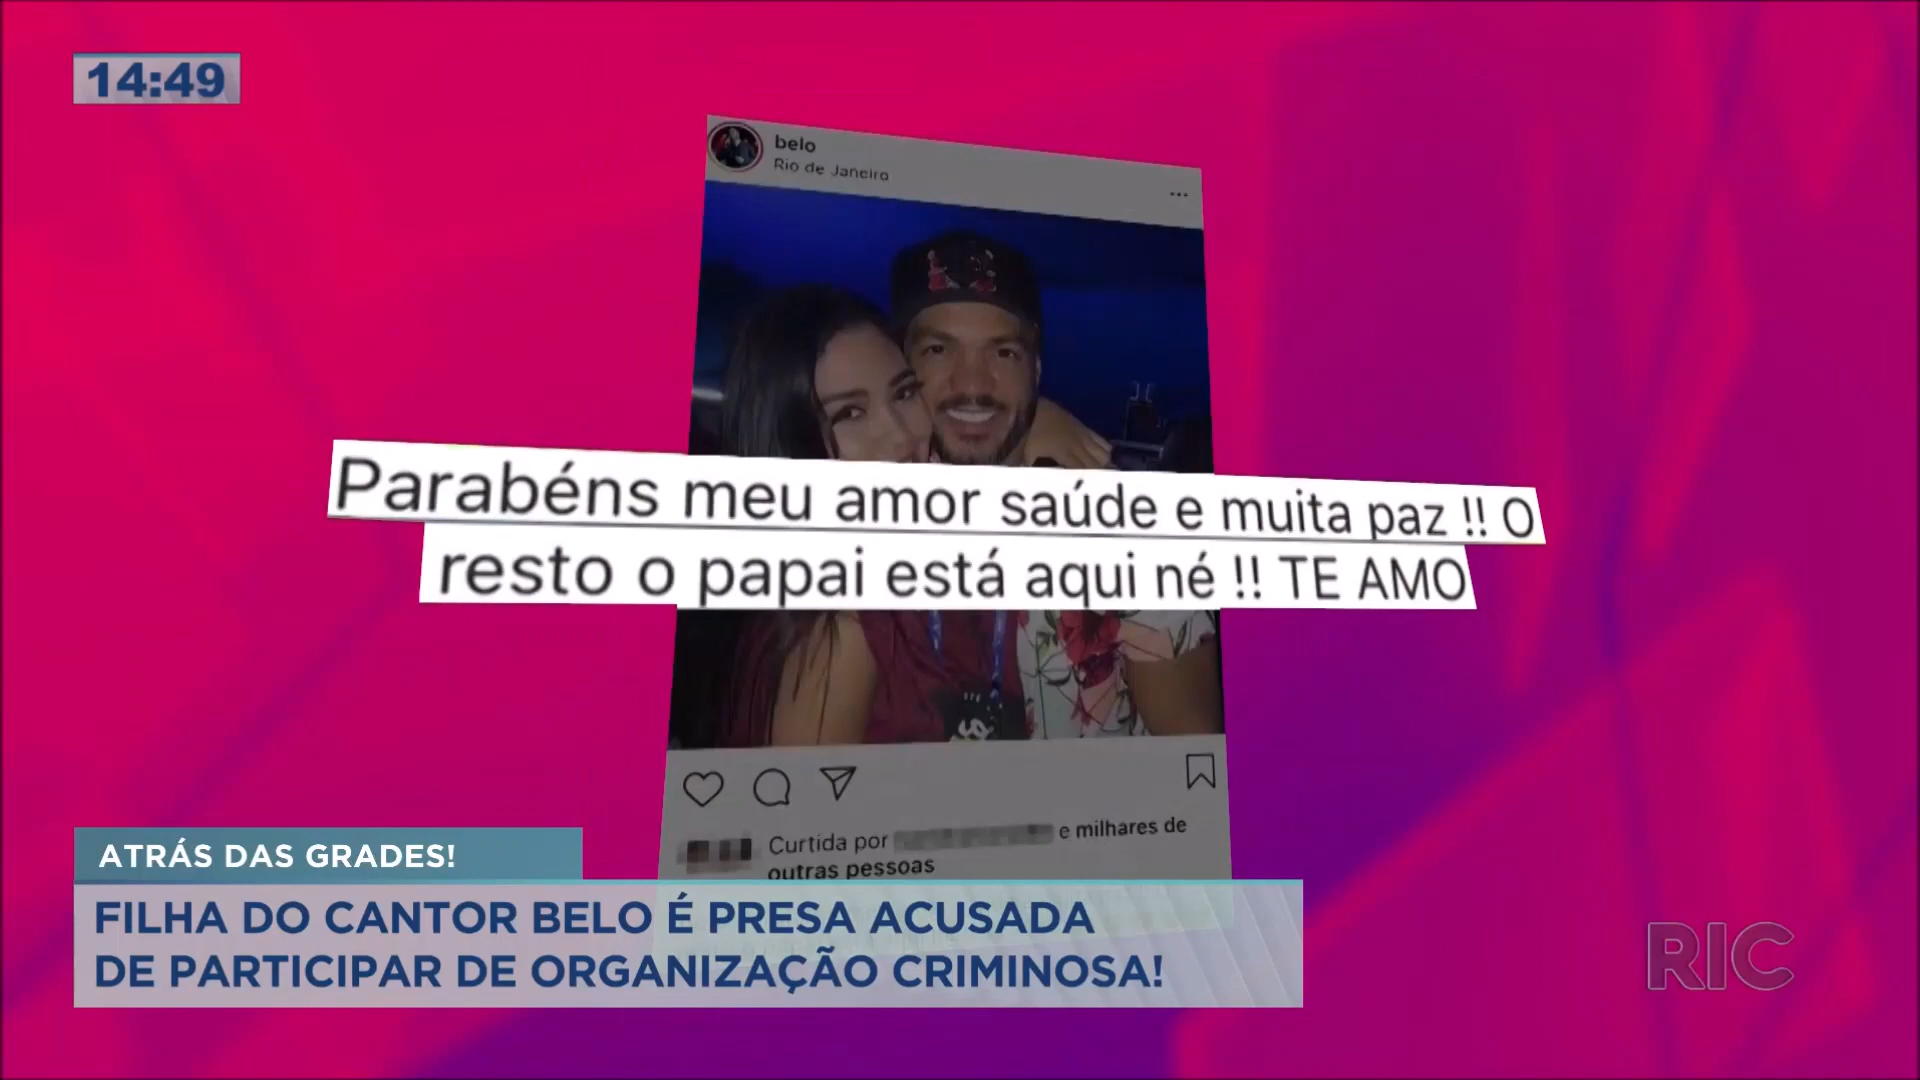 14:49
belo
Rio de Janeiro
Parabéns meu amor saúde e muita paz !! O
resto o papai está aqui né !! TE AMO
Curtida por e milhares de
outras pessoas
ATRÁS DAS GRADES!
FILHA DO CANTOR BELO É PRESA ACUSADA
DE PARTICIPAR DE ORGANIZAÇÃO CRIMINOSA!
RIC